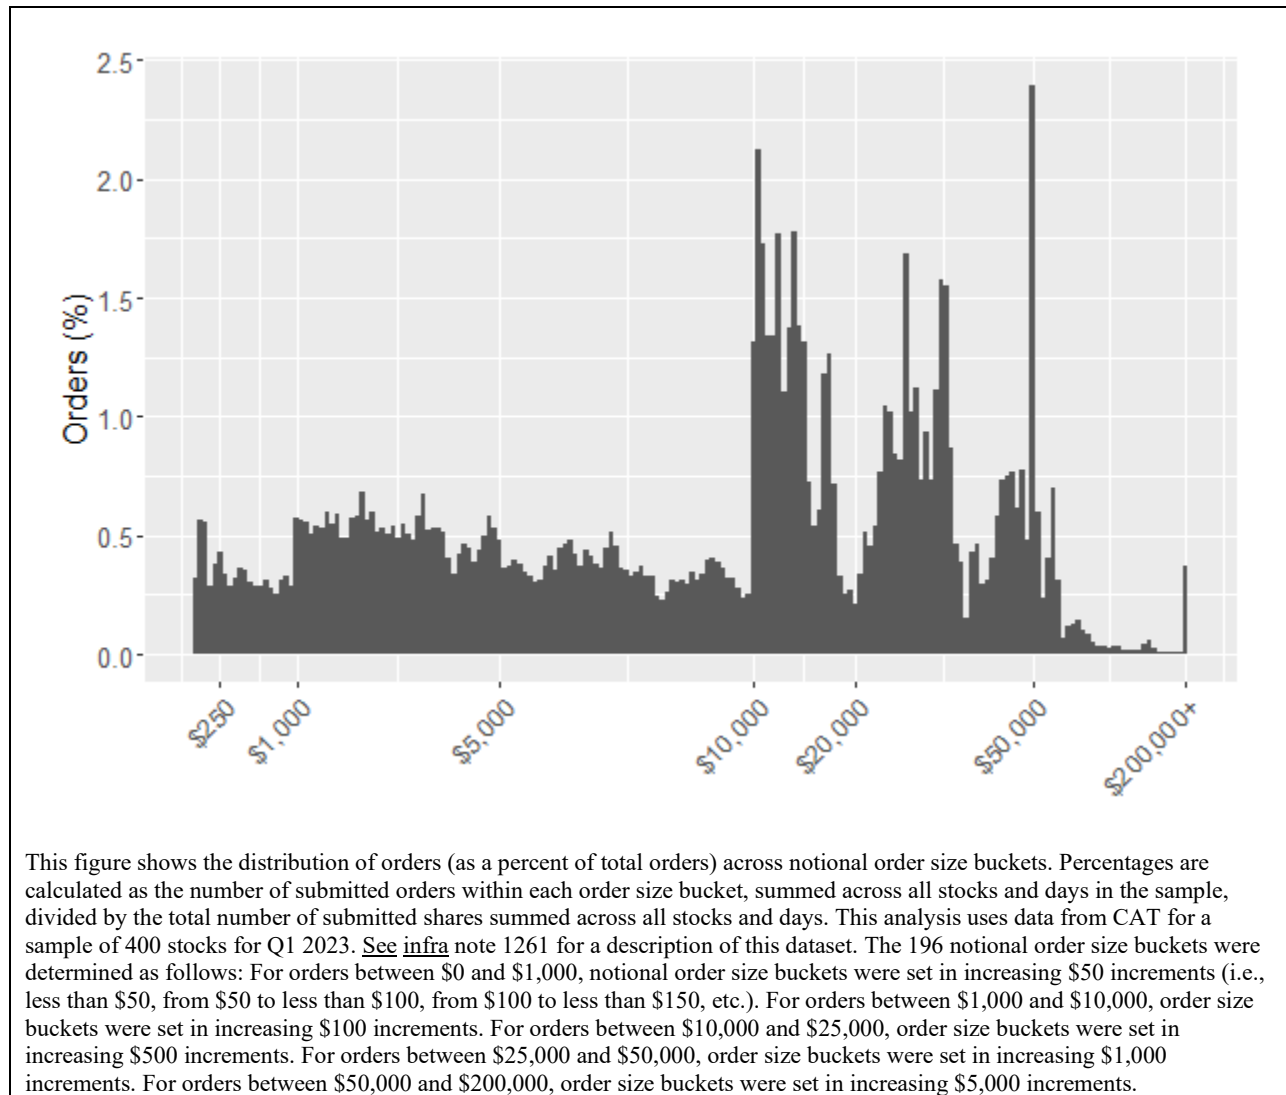 2.5
2.0
1.5
1.0
0.5
0.0
Orders (%)
$250
$1,000
$5,000
$10,000
$20,000
$50,000
$200,000+
This figure shows the distribution of orders (as a percent of total orders) across notional order size buckets. Percentages are
calculated as the number of submitted orders within each order size bucket, summed across all stocks and days in the sample,
divided by the total number of submitted shares summed across all stocks and days. This analysis uses data from CAT for a
sample of 400 stocks for Q1 2023. See infra note 1261 for a description of this dataset. The 196 notional order size buckets were
determined as follows: For orders between $0 and $1,000, notional order size buckets were set in increasing $50 increments (i.e.,
less than $50, from $50 to less than $100, from $100 to less than $150, etc.). For orders between $1,000 and $10,000, order size
buckets were set in increasing $100 increments. For orders between $10,000 and $25,000, order size buckets were set in
increasing $500 increments. For orders between $25,000 and $50,000, order size buckets were set in increasing $1,000
increments. For orders between $50,000 and $200,000, order size buckets were set in increasing $5,000 increments.